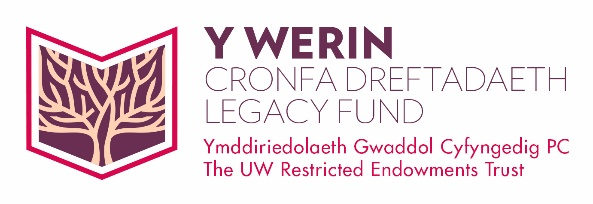 Y WERIN
CRONFA DREFTADAETH
LEGACY FUND
Ymddiriedolaeth Gwaddol Cyfyngedig PC
The UW Restricted Endowments Trust